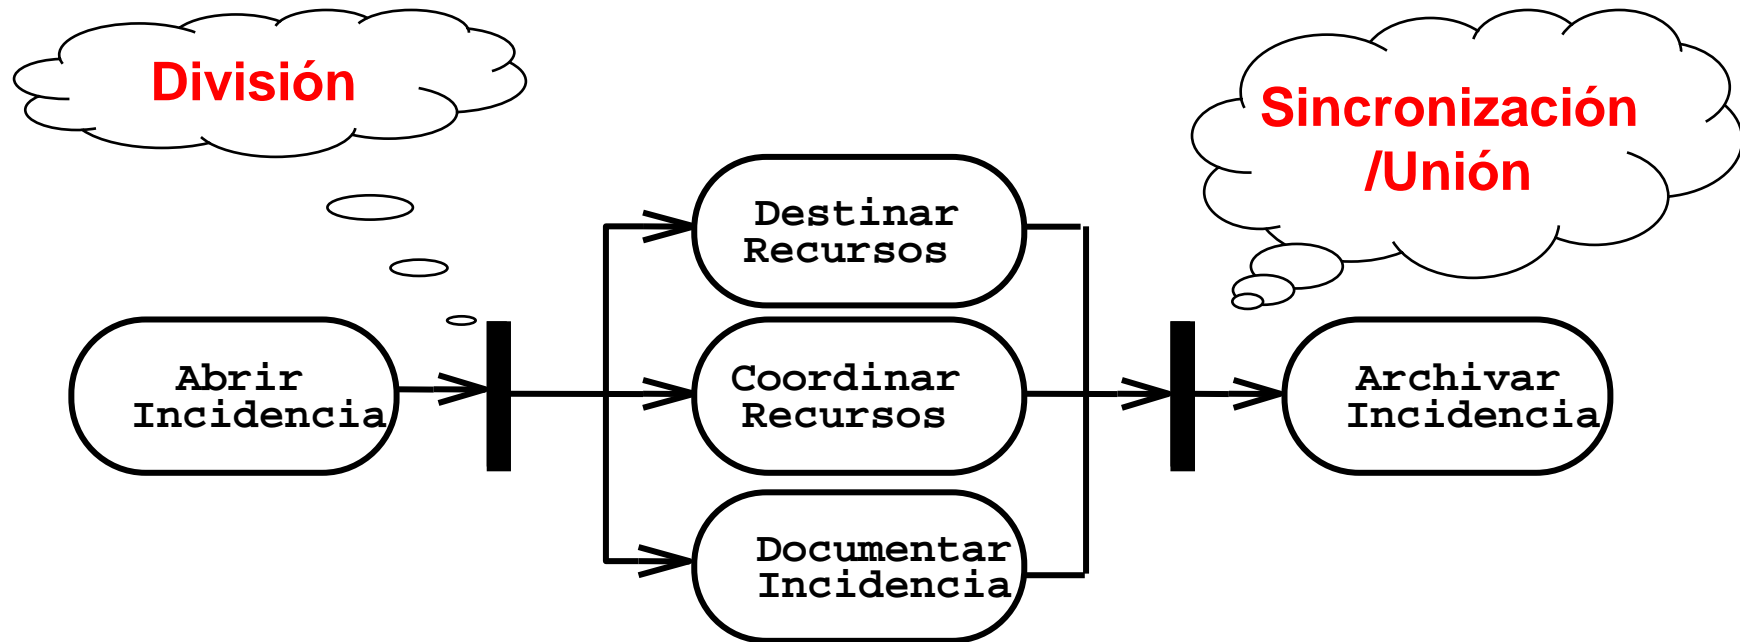 División
Sincronización
/Unión
Destinar
Recursos
Abrir
Incidencia
Coordinar
Recursos
Archivar
Incidencia
Documentar
Incidencia